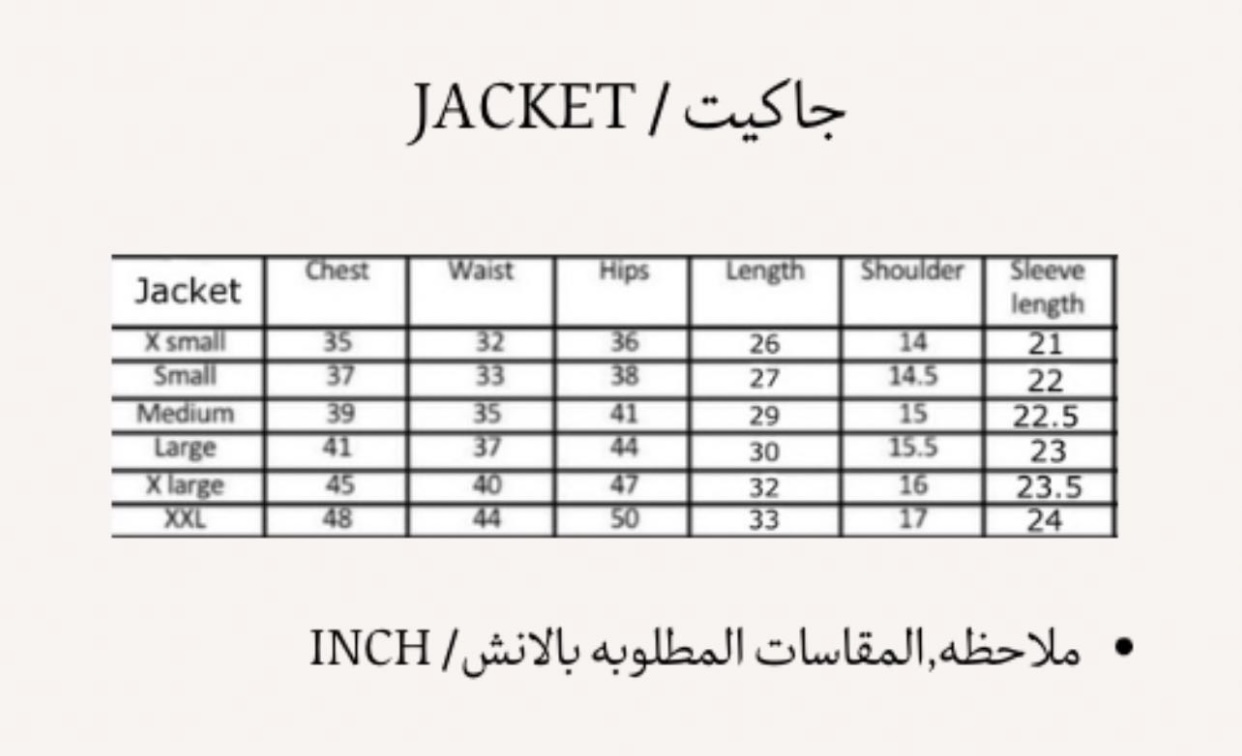 جاكيت / JACKET
Jacket Chest Waist Hips Length Shoulder Sleeve length
X small 35 32 36 26 14 21
Small 37 33 38 27 14.5 22
Medium 39 35 41 29 15 22.5
Large 41 37 44 30 15.5 23
X large 45 40 47 32 16 23.5
XXL 48 44 50 33 17 24
• ملاحظه,المقاسات المطلوبه بالانش/ INCH